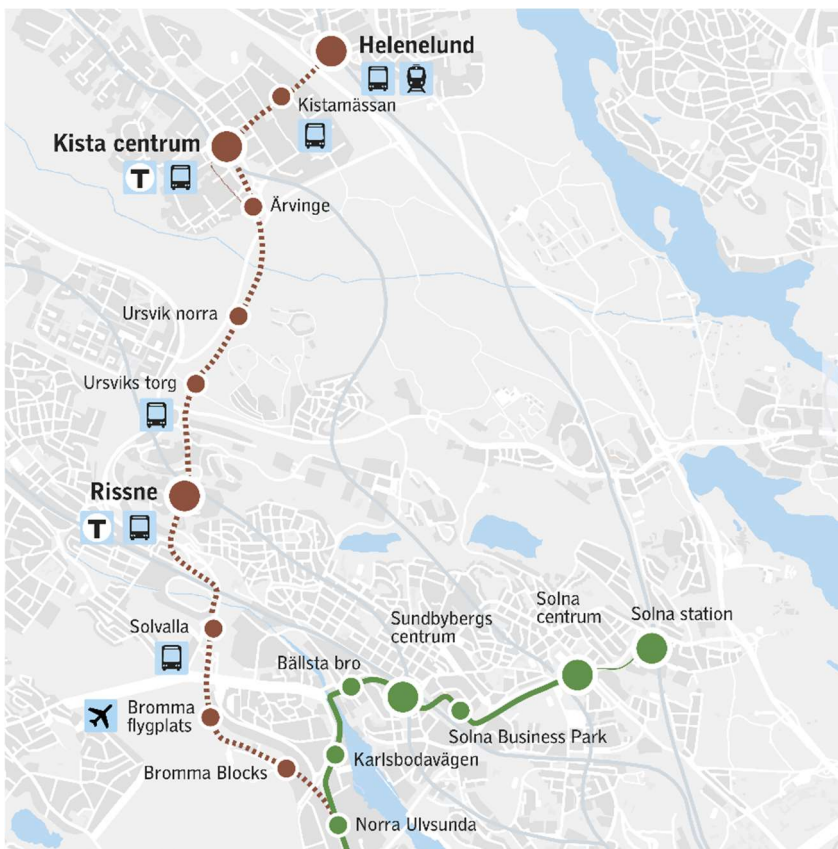 Helenelund
Kistamässan
Kista centrum
T
Ärvinge
Ursvik norra
Ursviks torg
Rissne
T
Solvalla
Sundbybergs
centrum
Solna
centrum
Solna station
Bällsta bro
Bromma
flygplats
Solna Business Park
Karlsbodavägen
Bromma Blocks
Norra Ulvsunda